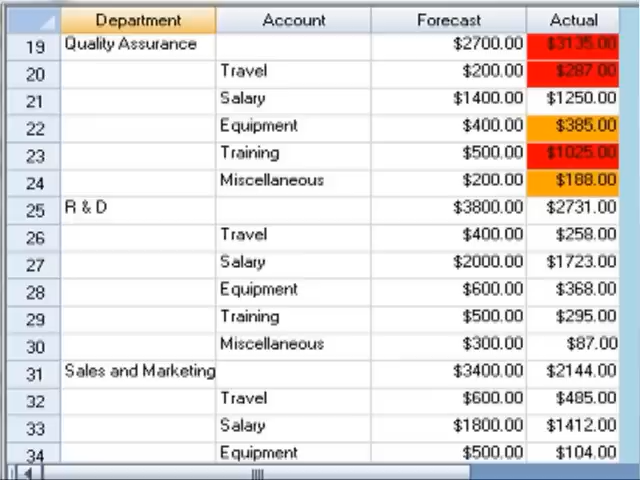 Department Account Forecast Actual
19 Quality Assurance $2700.00 $3135.00
20 Travel $200.00 $287.00
21 Salary $1400.00 $1250.00
22 Equipment $400.00 $385.00
23 Training $500.00 $1025.00
24 Miscellaneous $200.00 $188.00
25 R & D $3800.00 $2731.00
26 Travel $400.00 $258.00
27 Salary $2000.00 $1723.00
28 Equipment $600.00 $368.00
29 Training $500.00 $295.00
30 Miscellaneous $300.00 $87.00
31 Sales and Marketing $3400.00 $2144.00
32 Travel $600.00 $485.00
33 Salary $1800.00 $1412.00
34 Equipment $500.00 $104.00